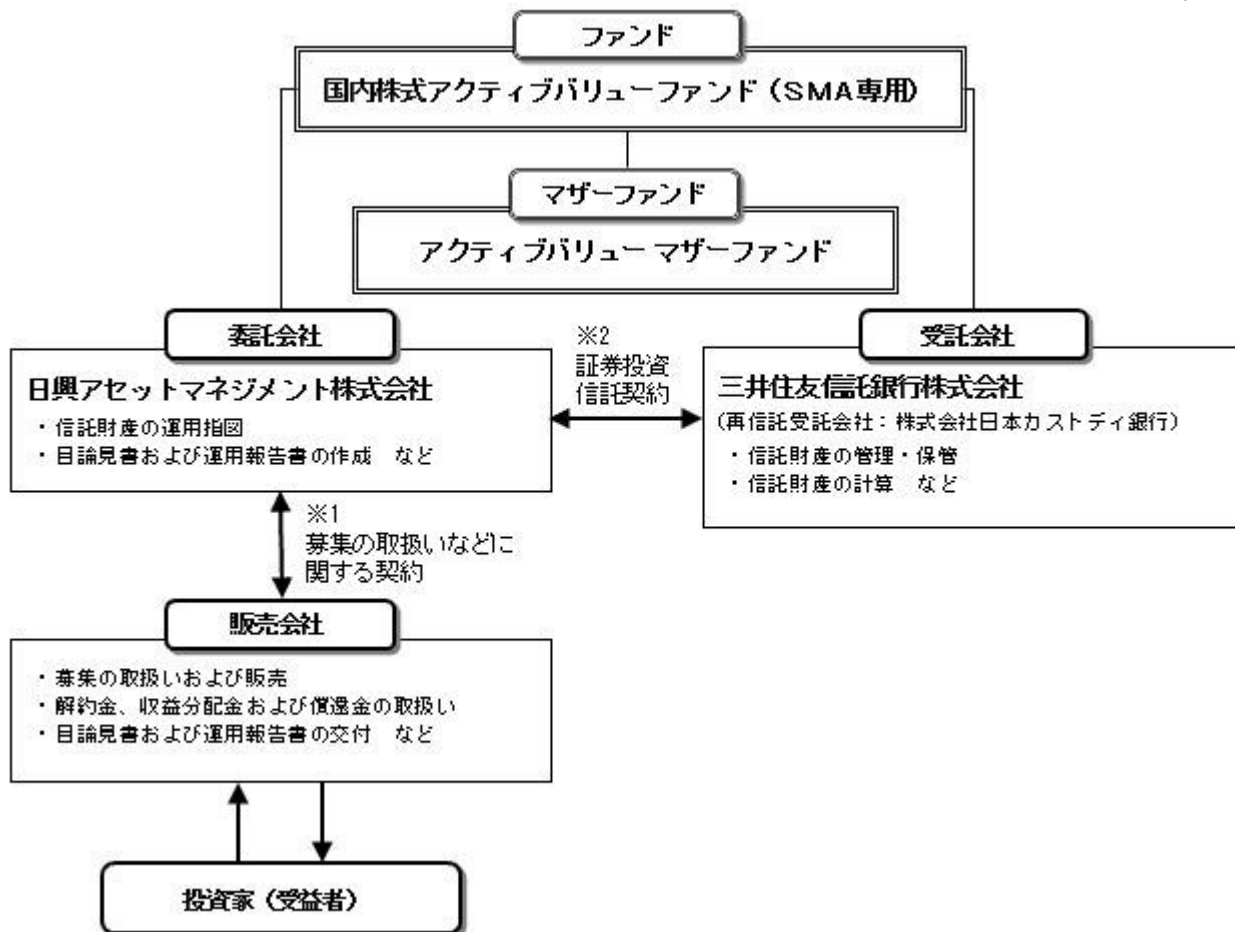 ファンド
国内株式アクティブバリューファンド（SMA専用）
マザーファンド
アクティブバリュー マザーファンド
委託会社
日興アセットマネジメント株式会社
・信託財産の運用指図
・目論見書および運用報告書の作成　など
※2
証券投資
信託契約
受託会社
三井住友信託銀行株式会社
（再信託受託会社：株式会社日本カストディ銀行）
・信託財産の管理・保管
・信託財産の計算　など
※1
募集の取扱いなどに
関する契約
販売会社
・募集の取扱いおよび販売
・解約金、収益分配金および償還金の取扱い
・目論見書および運用報告書の交付　など
投資家（受益者）